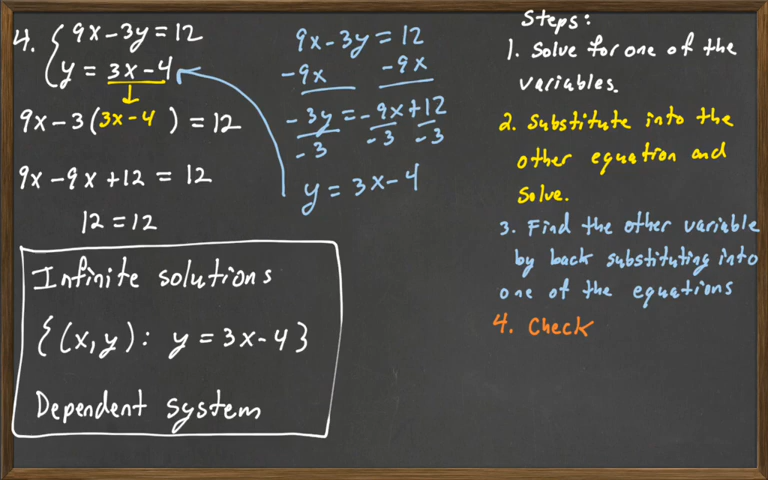 4. { 9x - 3y = 12
y = 3x - 4
9x - 3(3x - 4) = 12
9x - 9x + 12 = 12
12 = 12
Infinite solutions
{(x, y): y = 3x - 4}
Dependent system
9x - 3y = 12
-9x -9x
-3y = -9x + 12
-3 -3 -3
y = 3x - 4
Steps:
1. Solve for one of the
variables.
2. Substitute into the
other equation and
solve.
3. Find the other variable
by back substituting into
one of the equations
4. Check